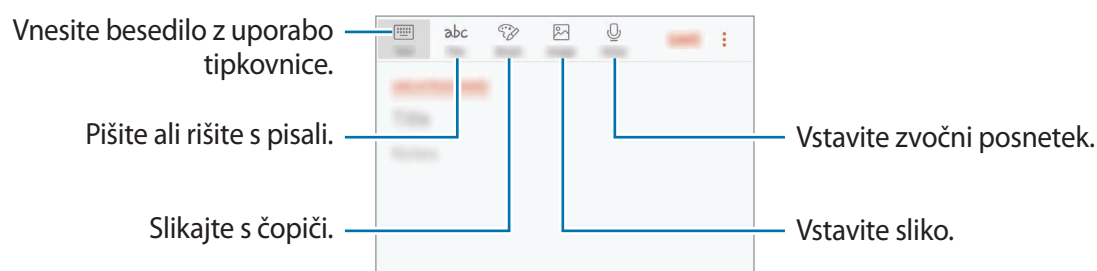 Vnesite besedilo z uporabo
tipkovnice.
abc
Pišite ali rišite s pisali.
Vstavite zvočni posnetek.
Slikajte s čopiči.
Vstavite sliko.